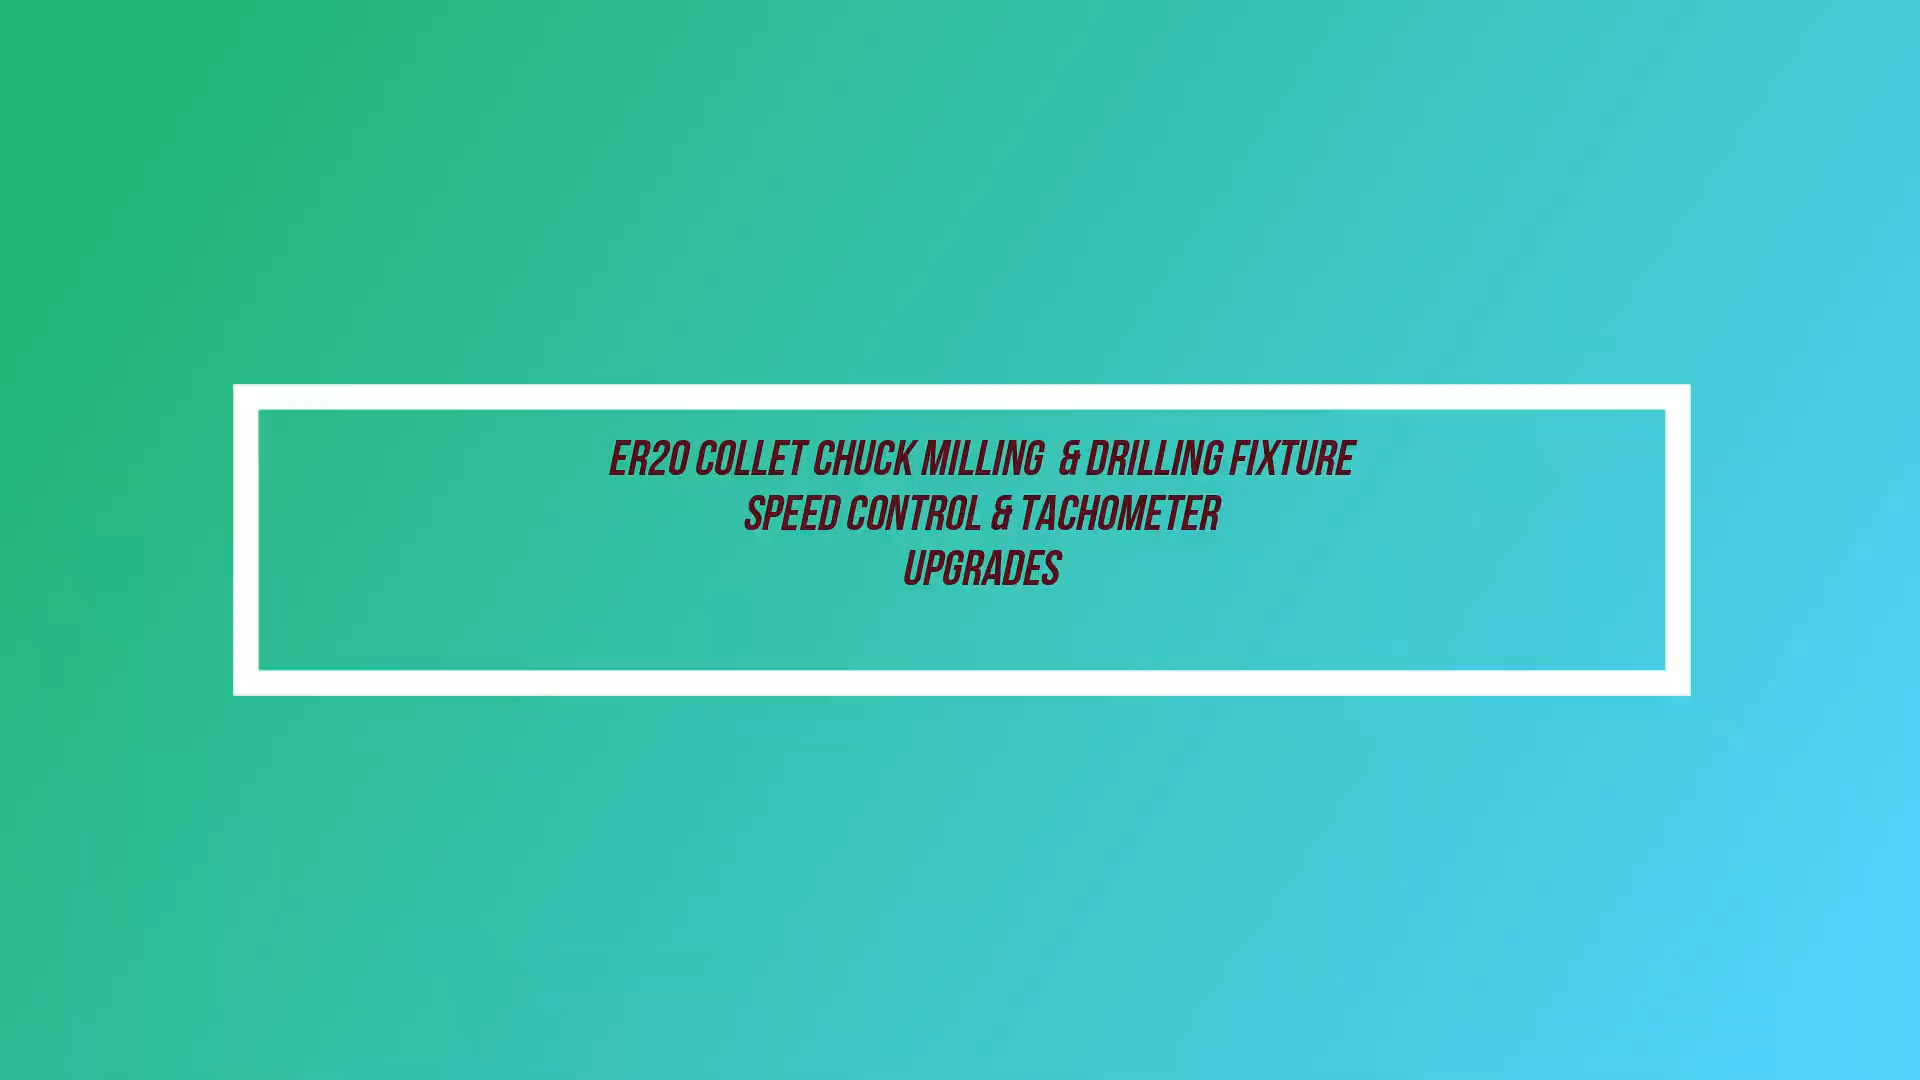 ER20 COLLET CHUCK MILLING & DRILLING FIXTURE
SPEED CONTROL & TACHOMETER
UPGRADES